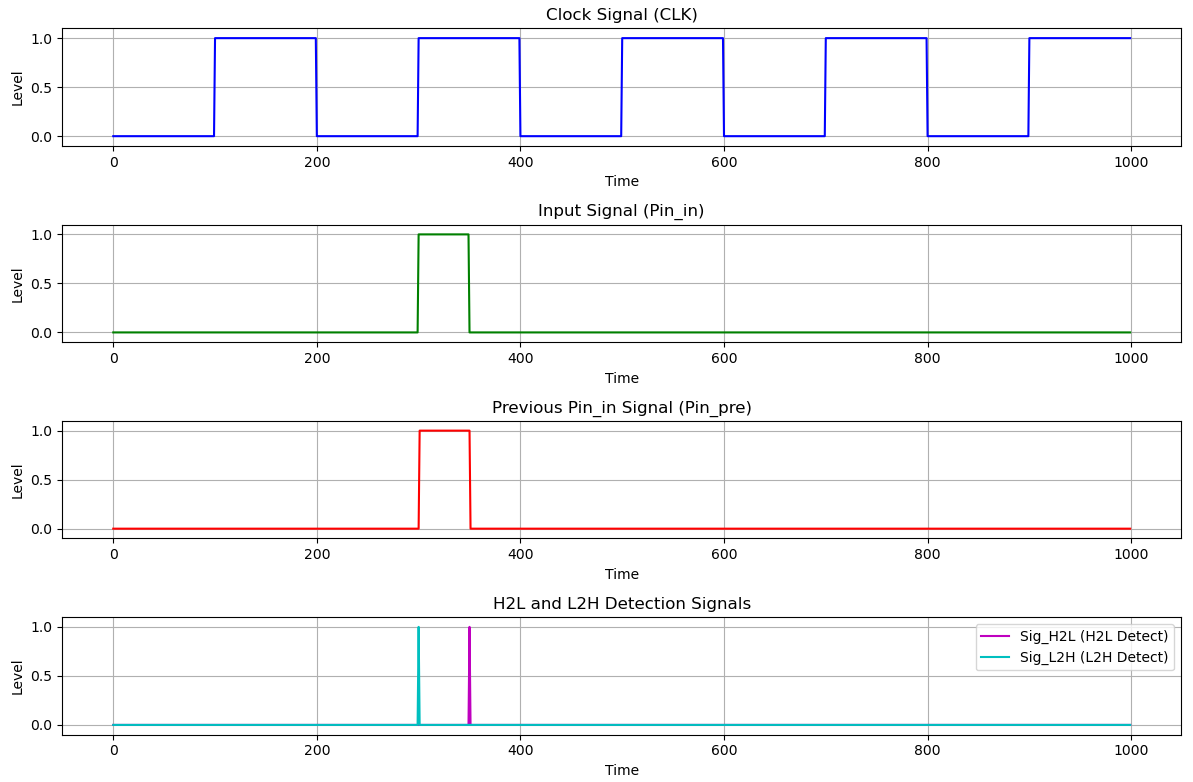 Clock Signal (CLK)
1.0
0.5
0.0
Level
0 200 400 600 800 1000
Time
Input Signal (Pin_in)
1.0
0.5
0.0
Level
0 200 400 600 800 1000
Time
Previous Pin_in Signal (Pin_pre)
1.0
0.5
0.0
Level
0 200 400 600 800 1000
Time
H2L and L2H Detection Signals
1.0
0.5
0.0
Level
Sig_H2L (H2L Detect)
Sig_L2H (L2H Detect)
0 200 400 600 800 1000
Time